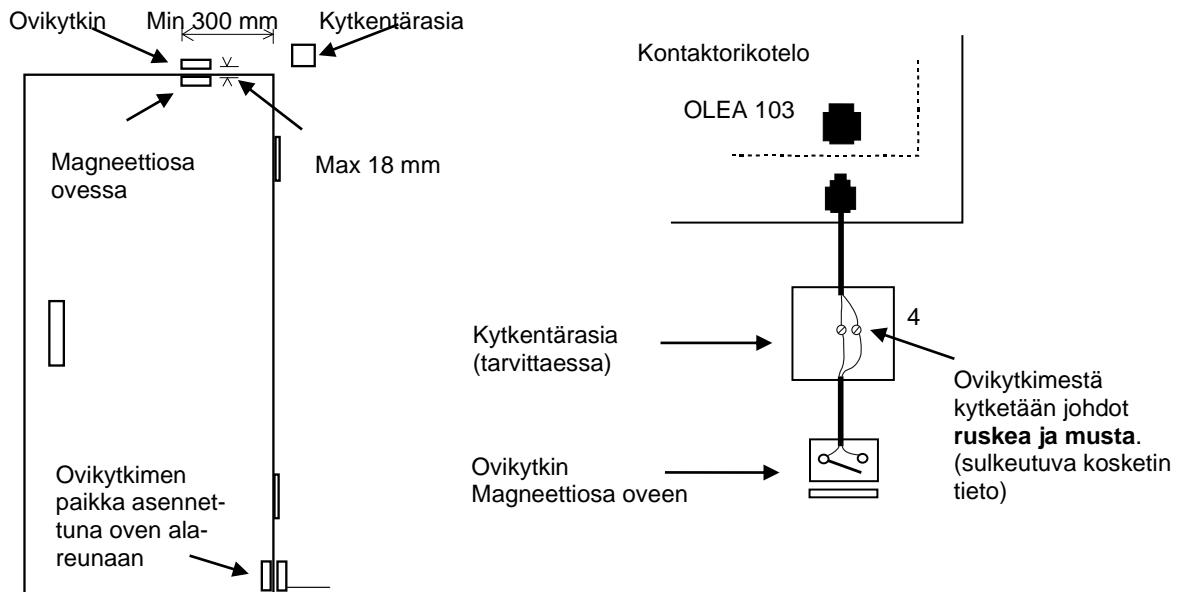 Ovikytkin
Min 300 mm
Kytkentärasia
Magneettiosa
ovessa
Max 18 mm
Ovikytkimen
paikka asennet-
tuna oven ala-
reunaan
Kontaktorikotelo
OLEA 103
4
Kytkentärasia
(tarvittaessa)
Ovikytkimestä
kytketään johdot
ruskea ja musta.
(sulkeutuva kosketin
tieto)
Ovikytkin
Magneettiosa oveen